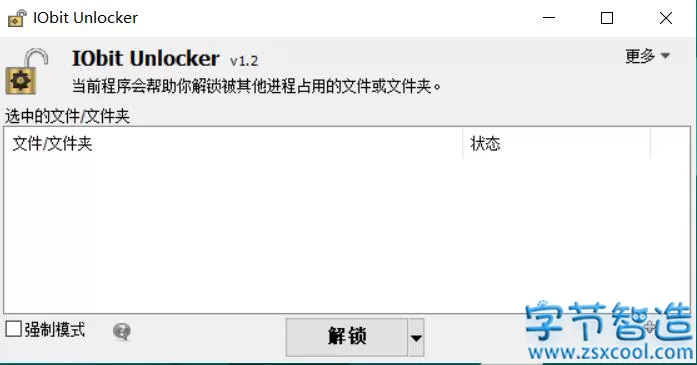 IObit Unlocker
IObit Unlocker v1.2
更多
当前程序会帮助你解锁被其他进程占用的文件或文件夹。
选中的文件/文件夹
文件/文件夹 状态
强制模式
解锁
字节智造
www.zsxcool.com